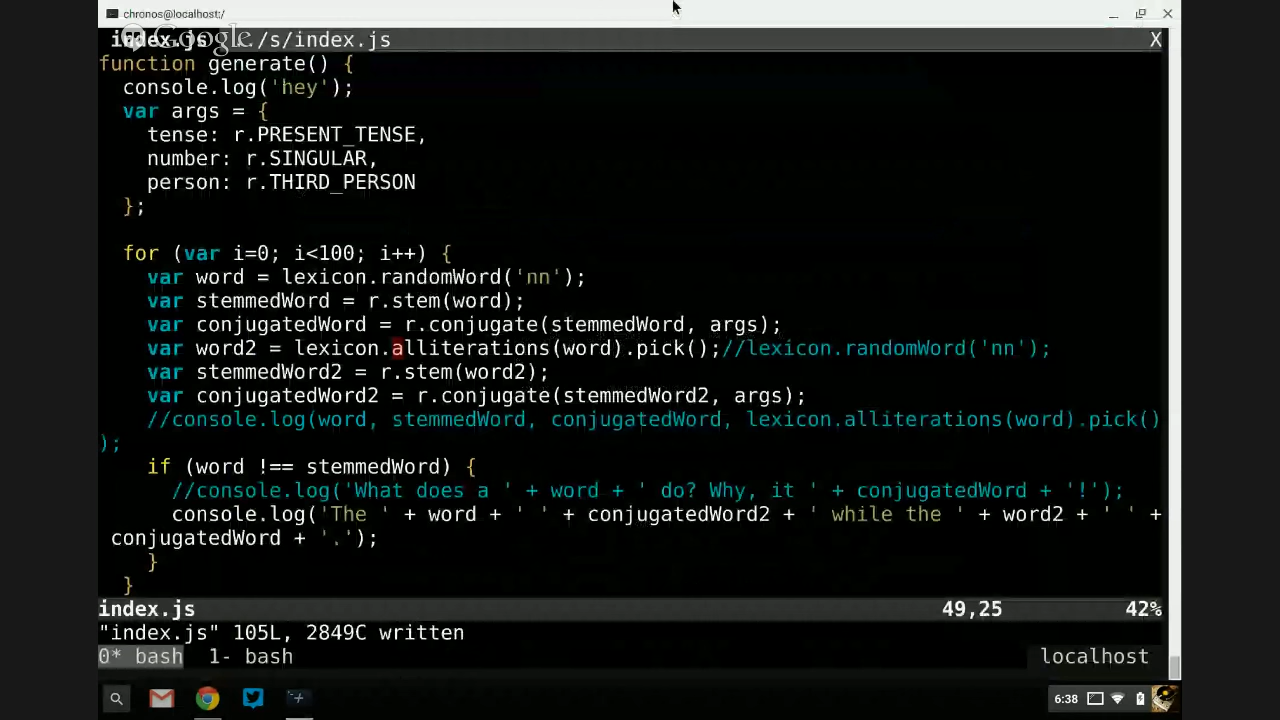 chronos@localhost:/
index.js ../s/index.js X
Google
function generate() {
console.log('hey');
var args = {
tense: r.PRESENT_TENSE,
number: r.SINGULAR,
person: r.THIRD_PERSON
};
for (var i=0; i<100; i++) {
var word = lexicon.randomWord('nn');
var stemmedWord = r.stem(word);
var conjugatedWord = r.conjugate(stemmedWord, args);
var word2 = lexicon.alliterations(word).pick();//lexicon.randomWord('nn');
var stemmedWord2 = r.stem(word2);
var conjugatedWord2 = r.conjugate(stemmedWord2, args);
//console.log(word, stemmedWord, conjugatedWord, lexicon.alliterations(word).pick()
);
if (word !== stemmedWord) {
//console.log('What does a ' + word + ' do? Why, it ' + conjugatedWord + '!');
console.log('The ' + word + ' ' + conjugatedWord2 + ' while the ' + word2 + ' ' +
conjugatedWord + '.');
}
}
index.js 49,25 42%
"index.js" 105L, 2849C written
0* bash 1- bash localhost
6:38